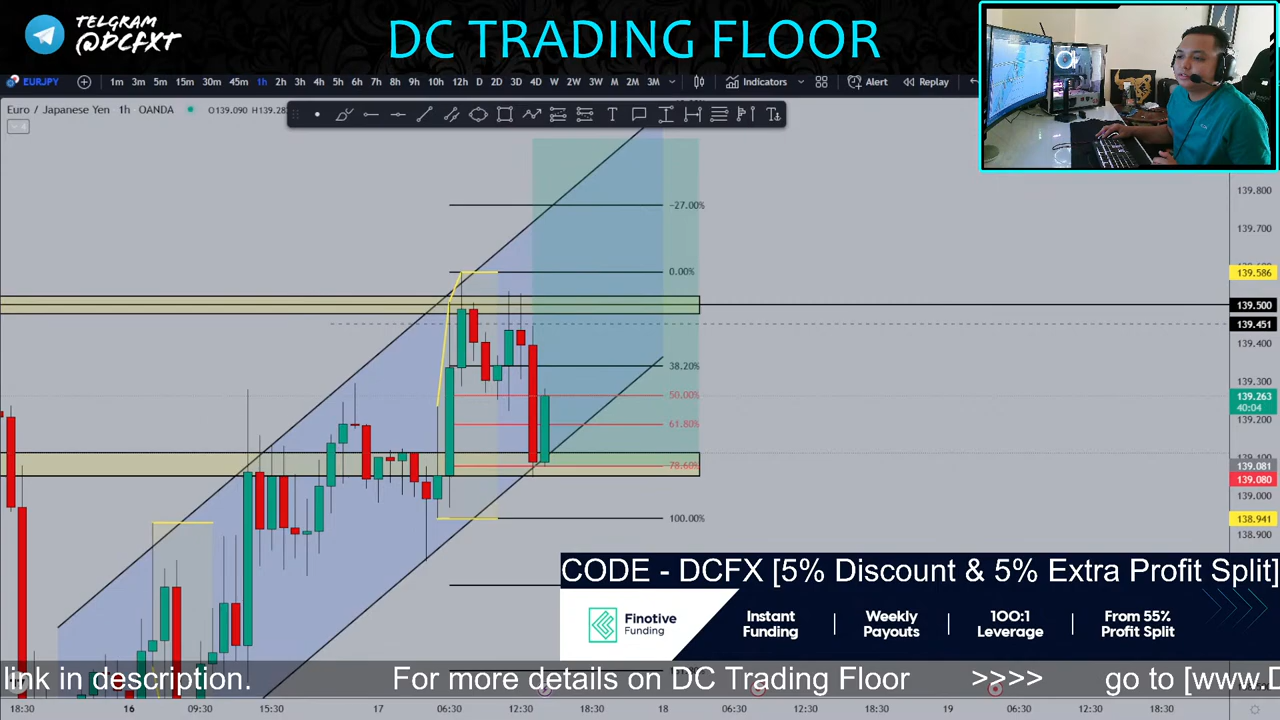 TELGRAM
@DCFXT
DC TRADING FLOOR
EURJPY
1m 3m 5m 15m 30m 45m 1h 2h 3h 4h 5h 6h 7h 8h 9h 10h 12h D 2D 3D 4D W 2W 3W M 2M 3M
Indicators
Alert
Replay
Euro / Japanese Yen 1h OANDA
O139.090
139.800
139.700
-27.00%
0.00%
139.586
139.500
139.451
139.400
38.20%
139.300
50.00%
139.263
40:04
139.200
61.80%
78.60%
139.081
139.080
139.000
100.00%
138.941
138.900
CODE - DCFX [5% Discount & 5% Extra Profit Split]
Finotive
Funding
Instant
Funding
Weekly
Payouts
100:1
Leverage
From 55%
Profit Split
link in description.
For more details on DC Trading Floor
>>>>
go to [www.D
18:30 16 09:30 15:30 17 06:30 12:30 18:30 18 06:30 12:30 18:30 19 06:30 18:30